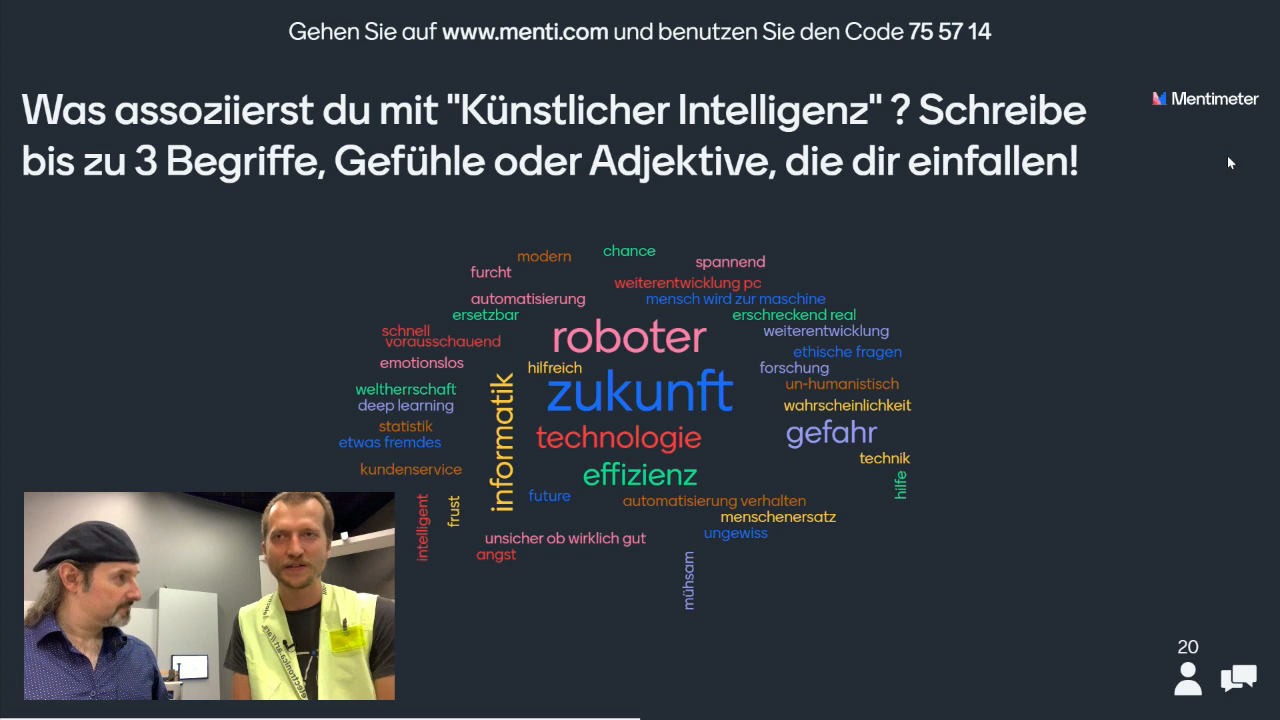 Gehen Sie auf www.menti.com und benutzen Sie den Code 75 57 14
Was assoziierst du mit "Künstlicher Intelligenz" ? Schreibe
bis zu 3 Begriffe, Gefühle oder Adjektive, die dir einfallen!
Mentimeter
chance
modern
spannend
furcht
weiterentwicklung pc
automatisierung
mensch wird zur maschine
ersetzbar
erschreckend real
schnell
roboter
weiterentwicklung
vorausschauend
ethische fragen
emotionslos
hilfreich
forschung
un-humanistisch
weltherrschaft
zukunft
deep learning
wahrscheinlichkeit
statistik
informatik
technologie
gefahr
etwas fremdes
technik
kundenservice
effizienz
hilfe
future
automatisierung verhalten
intelligent
frust
menschenersatz
ungewiss
unsicher ob wirklich gut
angst
mühsam
20